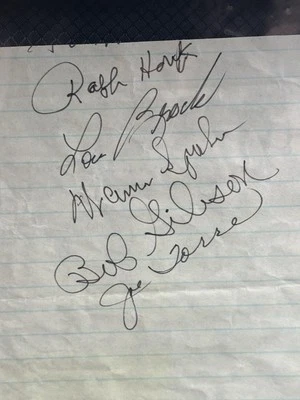 Ralph Houk
Lou Brock
Warren Spahn
Bob Gibson
Joe Torre